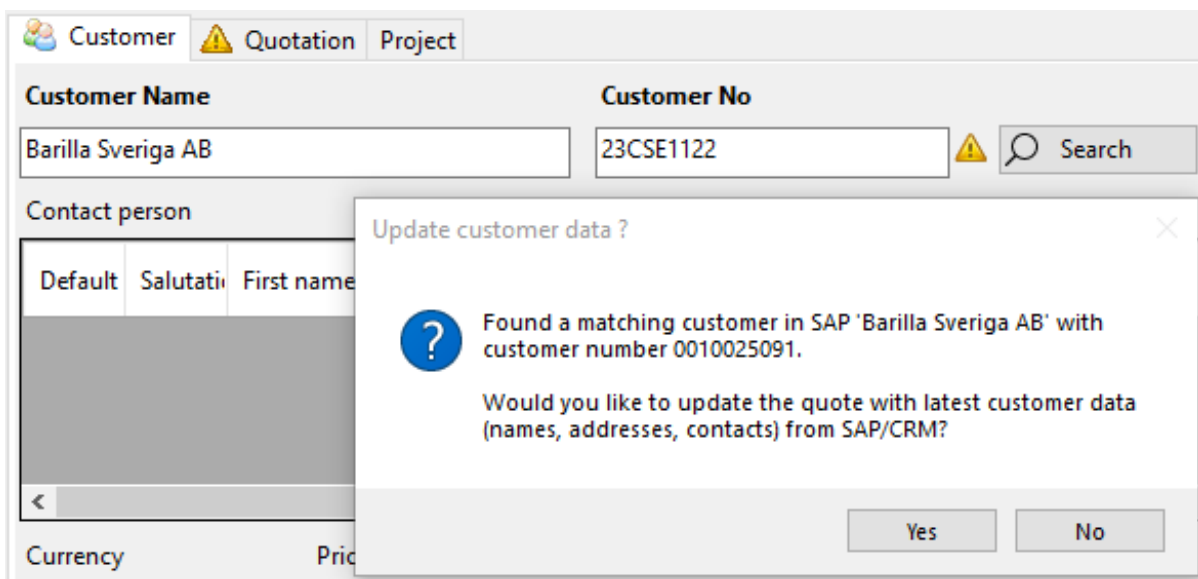 Customer Quotation Project
Customer Name Customer No
Barilla Sveriga AB 23CSE1122 Search
Contact person
Update customer data ?
Default Salutati First name
Found a matching customer in SAP 'Barilla Sveriga AB' with
customer number 0010025091.
Would you like to update the quote with latest customer data
(names, addresses, contacts) from SAP/CRM?
Yes No
Currency Pric